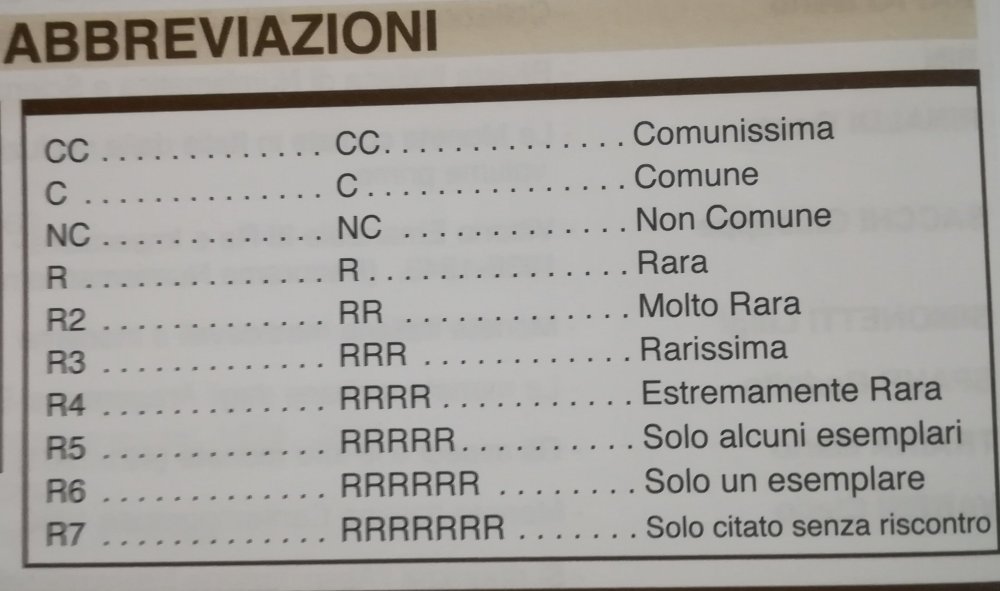 ABBREVIAZIONI
CC ............. CC. ............. Comunissima
C .............. C ............... Comune
NC ............. NC .............. Non Comune
R .............. R ............... Rara
R2 ............. RR .............. Molto Rara
R3 ............. RRR ............. Rarissima
R4 ............. RRRR ............ Estremamente Rara
R5 ............. RRRRR ........... Solo alcuni esemplari
R6 ............. RRRRRR ........ Solo un esemplare
R7 ............. RRRRRRR ....... Solo citato senza riscontro